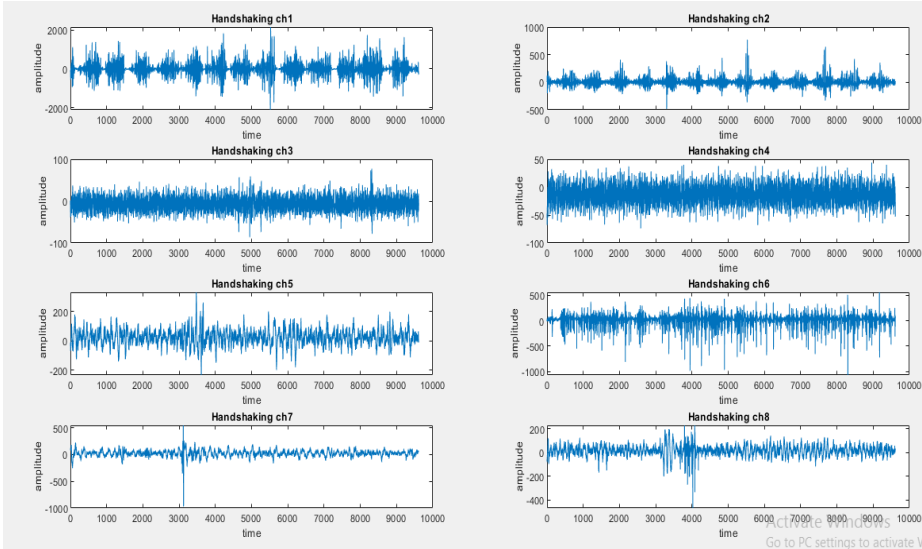 Handshaking ch1
2000
0
-2000
amplitude
0 1000 2000 3000 4000 5000 6000 7000 8000 9000 10000
time
Handshaking ch2
1000
500
0
-500
amplitude
0 1000 2000 3000 4000 5000 6000 7000 8000 9000 10000
time
Handshaking ch3
100
0
-100
amplitude
0 1000 2000 3000 4000 5000 6000 7000 8000 9000 10000
time
Handshaking ch4
50
0
-50
-100
amplitude
0 1000 2000 3000 4000 5000 6000 7000 8000 9000 10000
time
Handshaking ch5
200
0
-200
amplitude
0 1000 2000 3000 4000 5000 6000 7000 8000 9000 10000
time
Handshaking ch6
500
0
-500
-1000
amplitude
0 1000 2000 3000 4000 5000 6000 7000 8000 9000 10000
time
Handshaking ch7
500
0
-500
-1000
amplitude
0 1000 2000 3000 4000 5000 6000 7000 8000 9000 10000
time
Handshaking ch8
200
0
-200
-400
amplitude
0 1000 2000 3000 4000 5000 6000 7000 8000 9000 10000
time
Activate Windows
Go to PC settings to activate